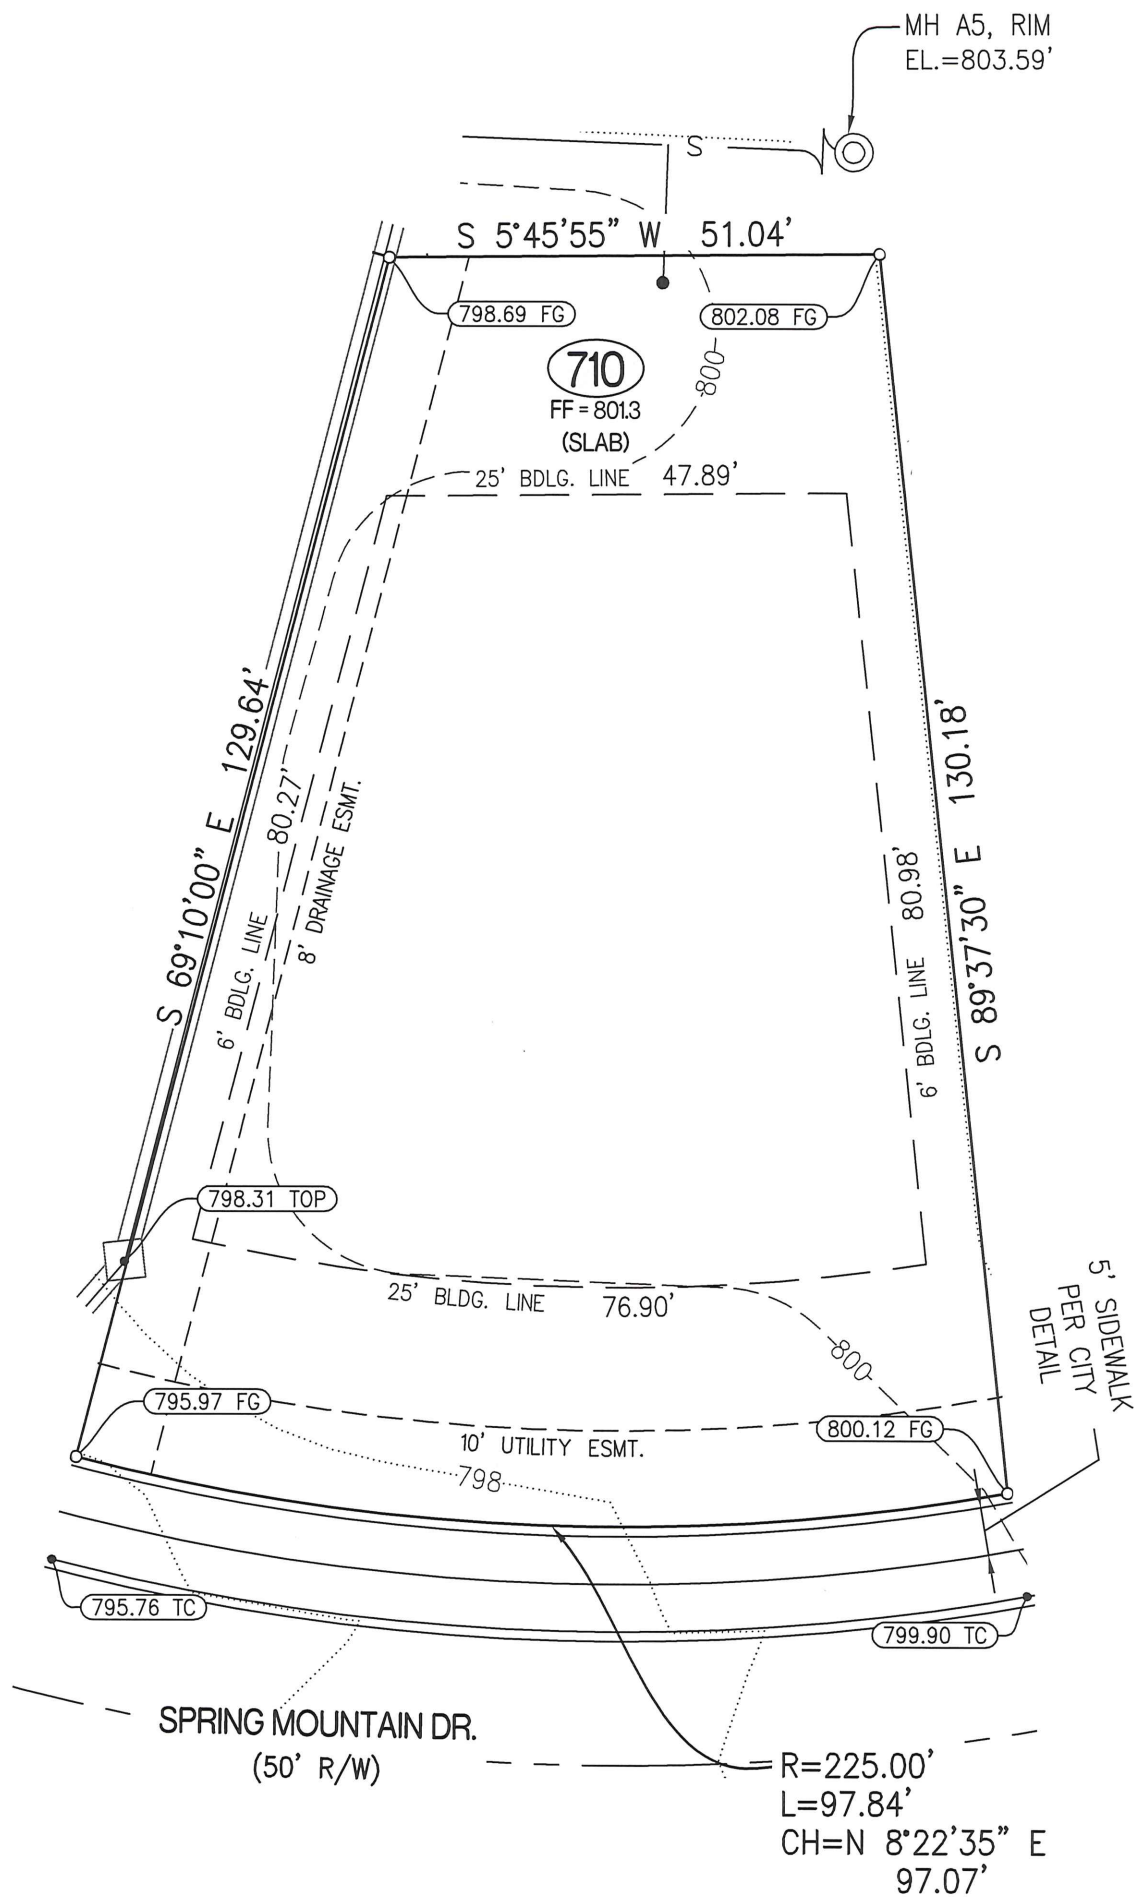 MH A5, RIM
EL.=803.59'
S
S 5°45'55" W 51.04'
798.69 FG
802.08 FG
710
FF = 801.3
(SLAB)
800
25' BDLG. LINE 47.89'
S 69°10'00" E 129.64'
80.27'
6' BDLG. LINE
8' DRAINAGE ESMT.
6' BDLG. LINE 80.98'
S 89°37'30" E 130.18'
798.31 TOP
25' BLDG. LINE 76.90'
800
5' SIDEWALK
PER CITY
DETAIL
795.97 FG
800.12 FG
10' UTILITY ESMT.
798
795.76 TC
799.90 TC
SPRING MOUNTAIN DR.
(50' R/W)
R=225.00'
L=97.84'
CH=N 8°22'35" E
97.07'